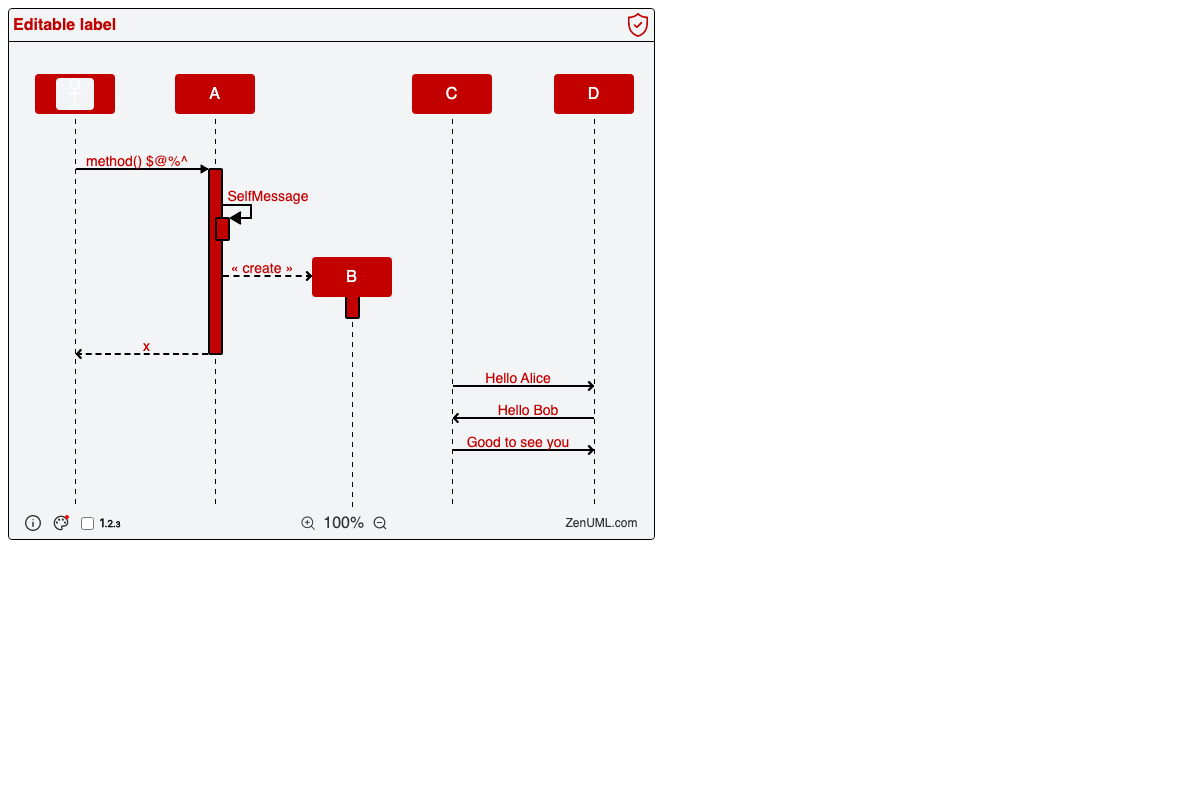 Editable label
A
C
D
method() $@%^
SelfMessage
« create »
B
x
Hello Alice
Hello Bob
Good to see you
1.2.3
100%
ZenUML.com